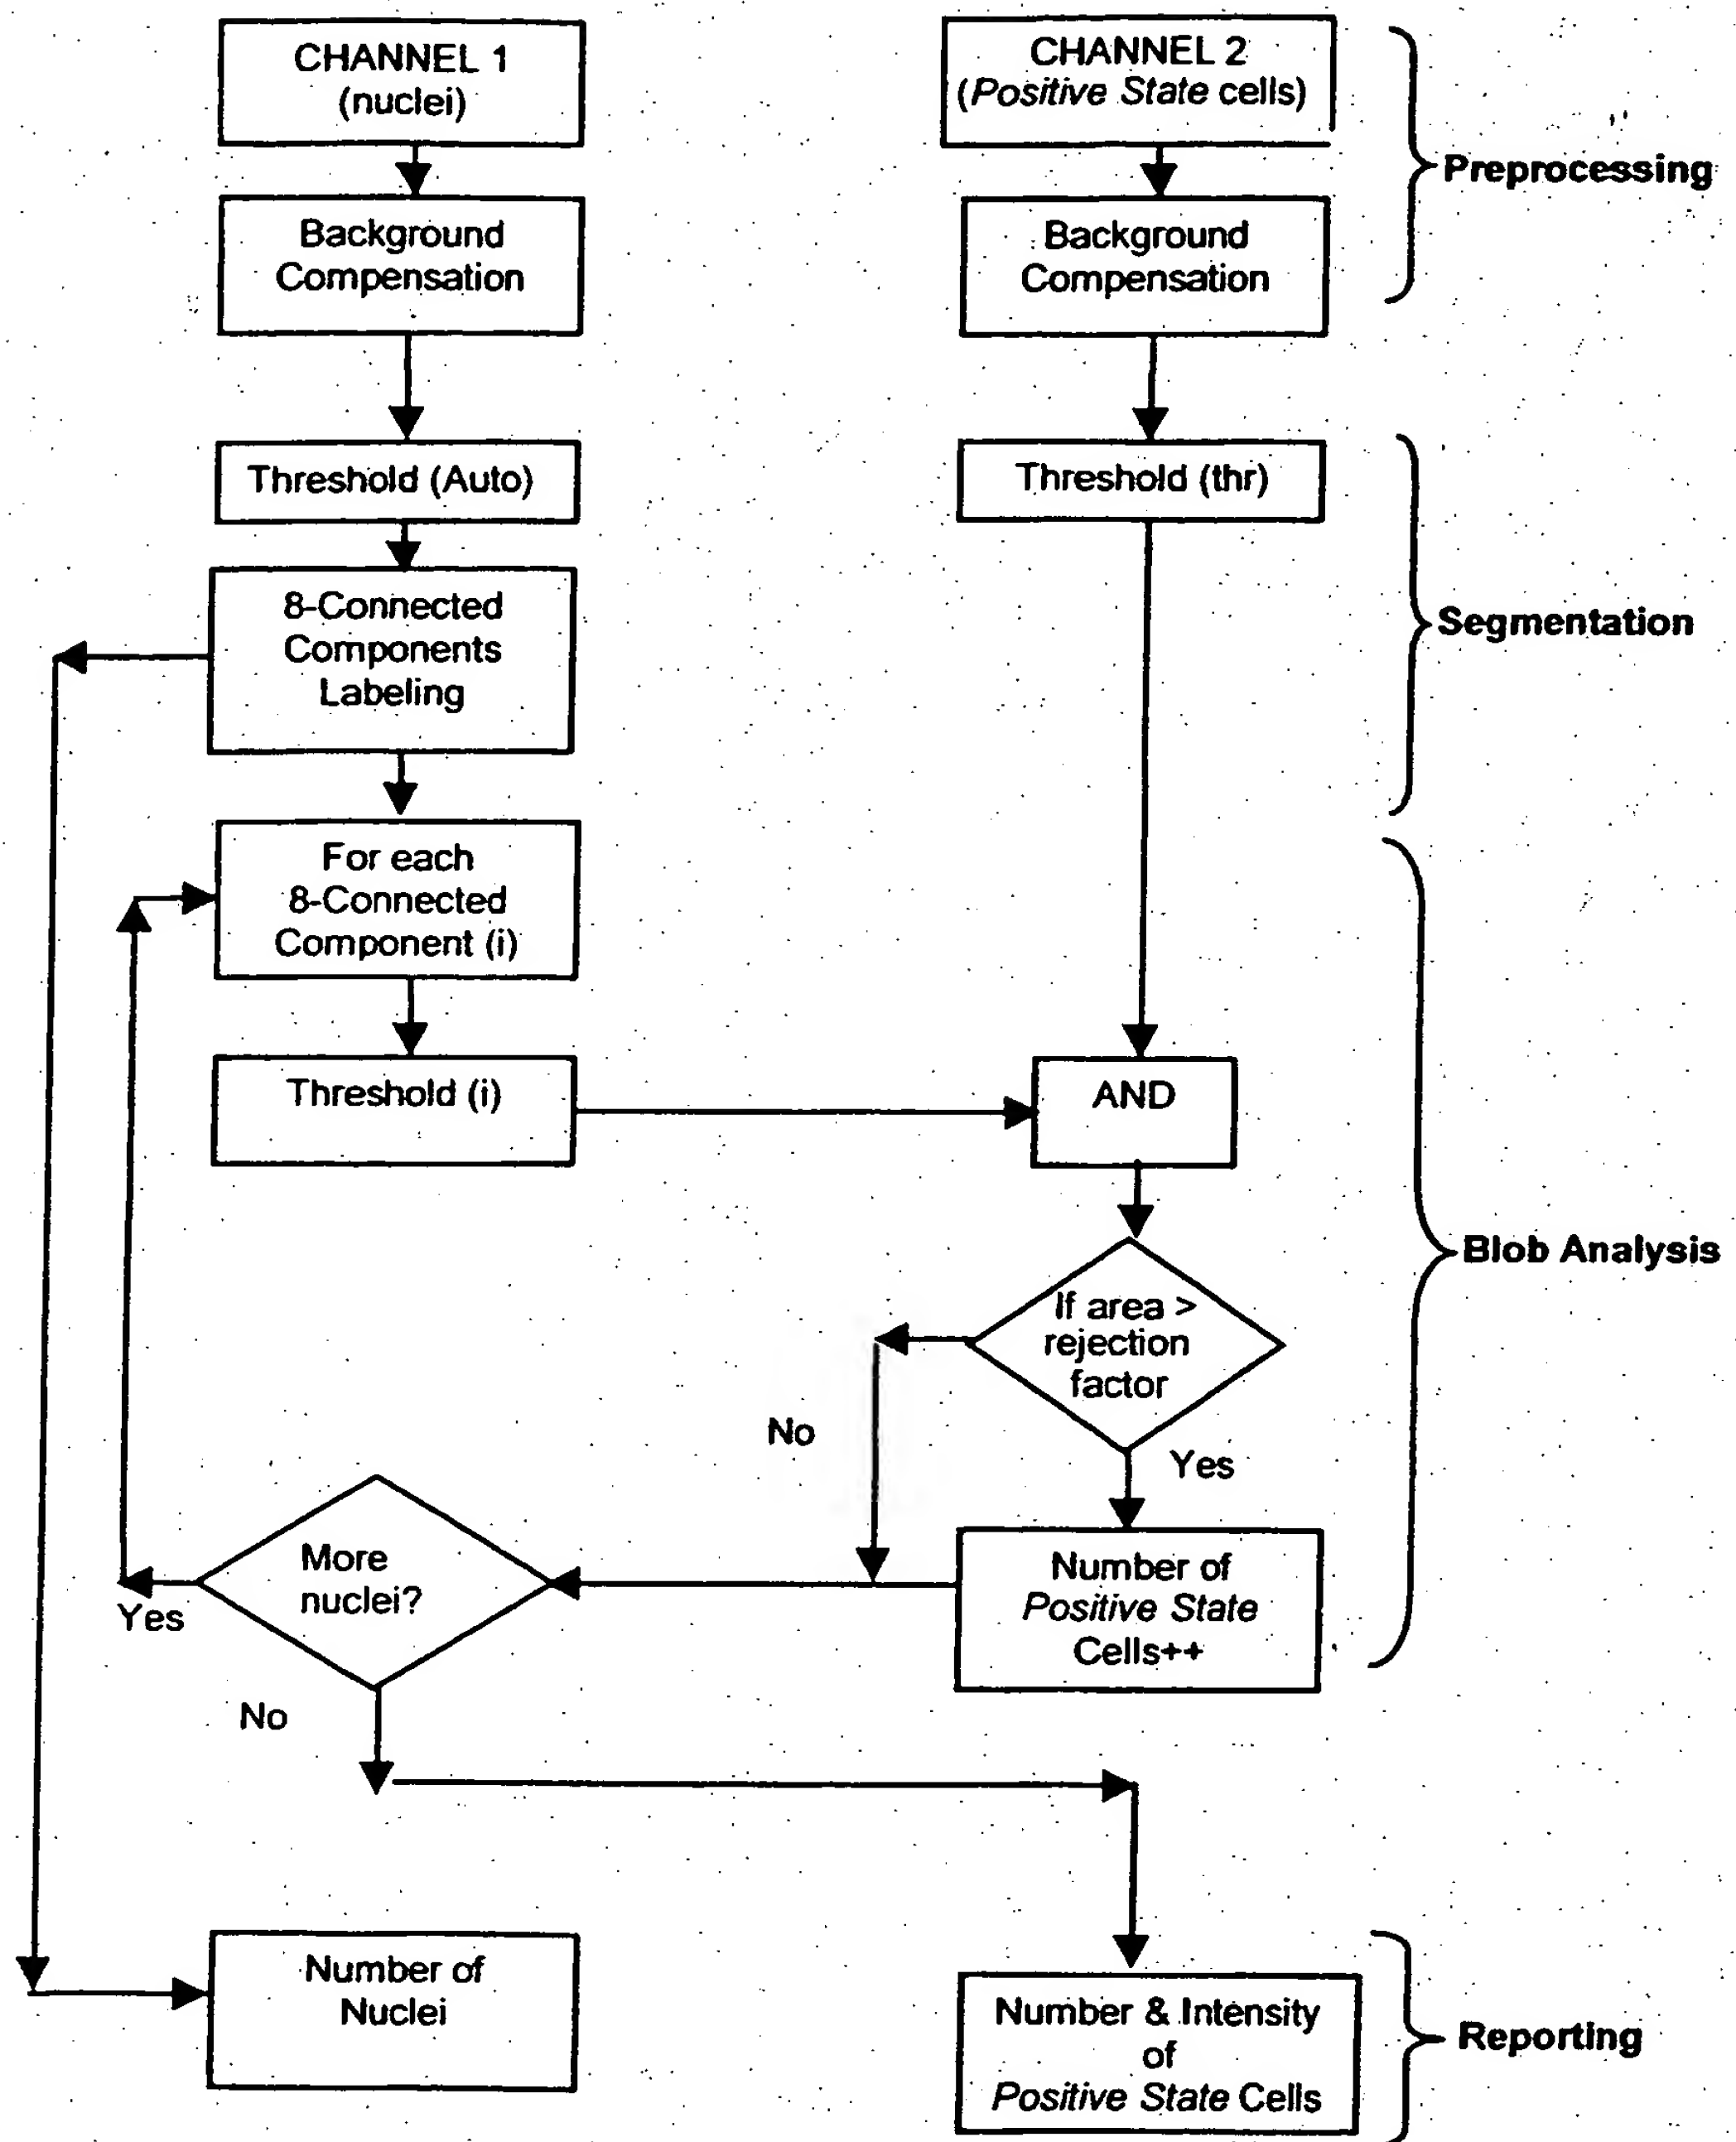 CHANNEL 1
(nuclei)
CHANNEL 2
(Positive State cells)
Preprocessing
Background
Compensation
Background
Compensation
Threshold (Auto)
Threshold (thr)
8-Connected
Components
Labeling
Segmentation
For each
8-Connected
Component (i)
Threshold (i)
AND
Blob Analysis
If area >
rejection
factor
No
Yes
More
nuclei?
Yes
No
Number of
Positive State
Cells++
Number of
Nuclei
Number & Intensity
of
Positive State Cells
Reporting